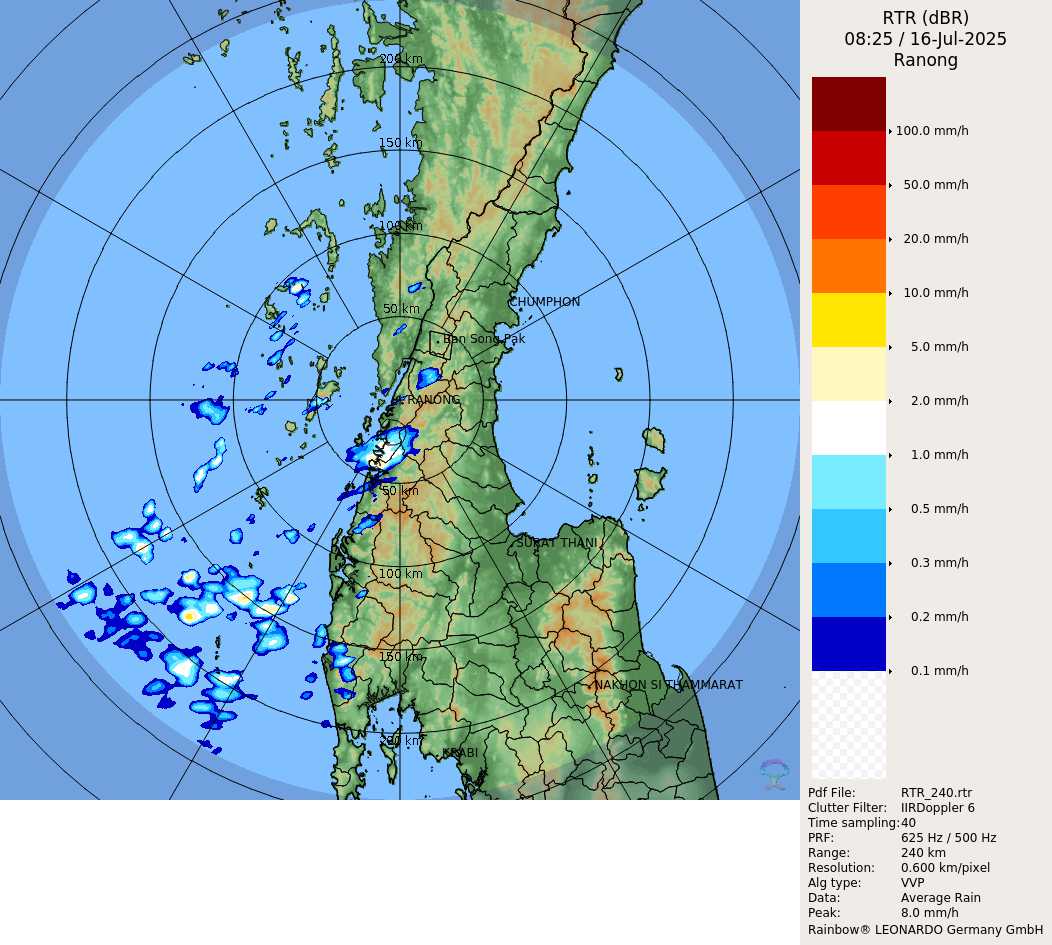 200 km
150 km
100 km
50 km
CHUMPHON
Ban Song Pak
RANONG
50 km
SURAT THANI
100 km
150 km
NAKHON SI THAMMARAT
200 km
KRABI
RTR (dBR)
08:25 / 16-Jul-2025
Ranong
100.0 mm/h
50.0 mm/h
20.0 mm/h
10.0 mm/h
5.0 mm/h
2.0 mm/h
1.0 mm/h
0.5 mm/h
0.3 mm/h
0.2 mm/h
0.1 mm/h
Pdf File: RTR_240.rtr
Clutter Filter: IIRDoppler 6
Time sampling:40
PRF: 625 Hz / 500 Hz
Range: 240 km
Resolution: 0.600 km/pixel
Alg type: VVP
Data: Average Rain
Peak: 8.0 mm/h
Rainbow® LEONARDO Germany GmbH